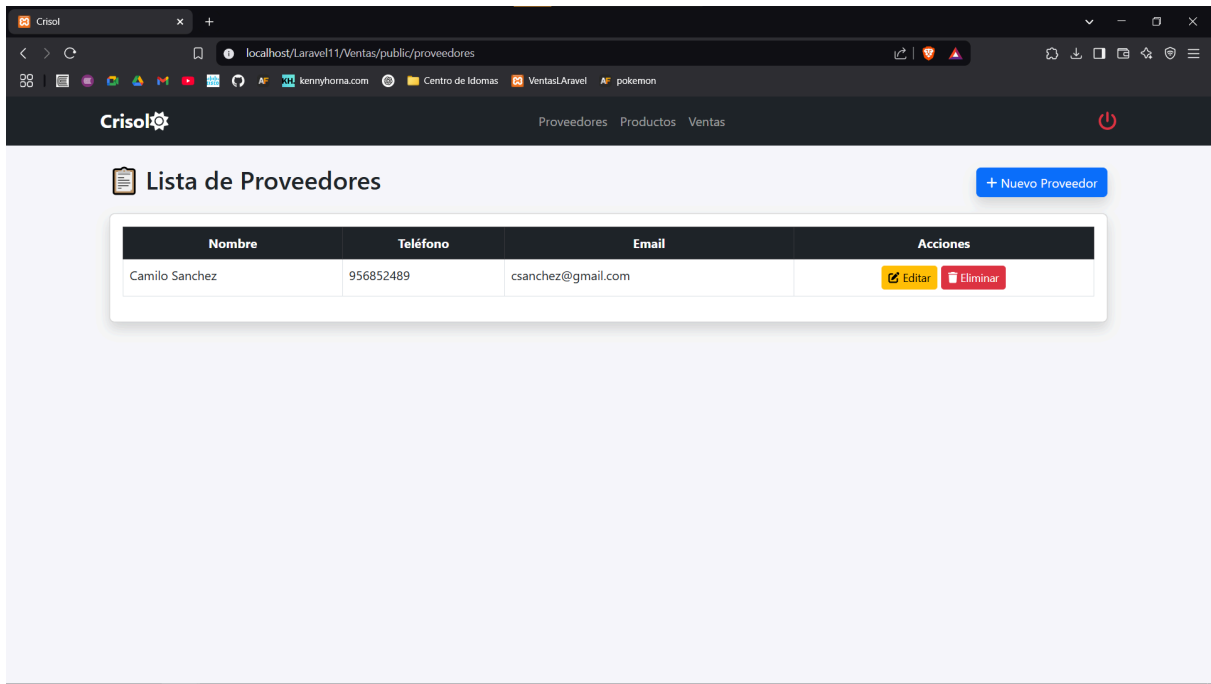 Crisol
localhost/Laravel11/Ventas/public/proveedores
kennyhorna.com Centro de Idomas VentasLAravel AF pokemon
Crisol Proveedores Productos Ventas
Lista de Proveedores + Nuevo Proveedor
Nombre Teléfono Email Acciones
Camilo Sanchez 956852489 csanchez@gmail.com Editar Eliminar